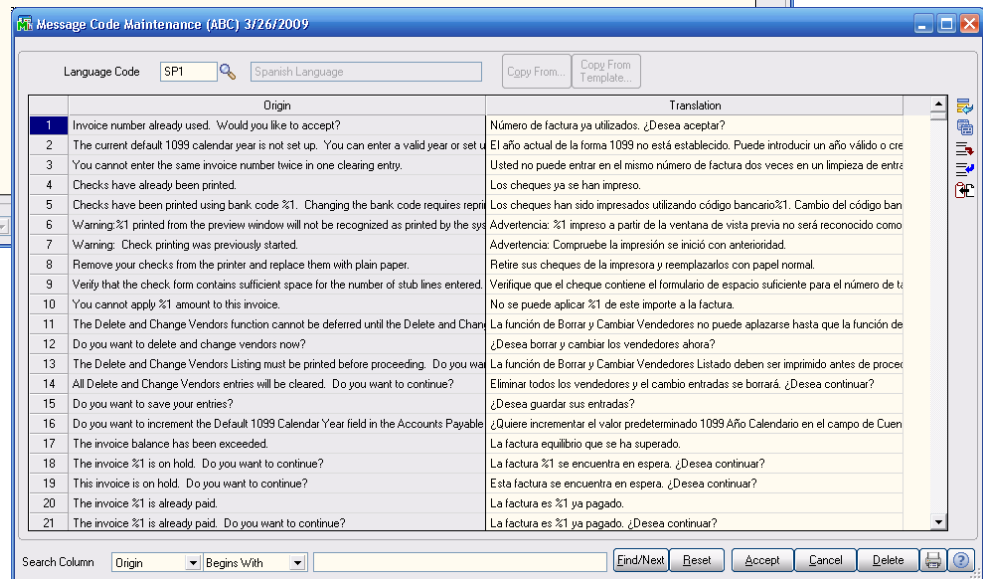 Message Code Maintenance (ABC) 3/26/2009
Language Code SP1 Spanish Language Copy From... Copy From Template...
Origin Translation
1 Invoice number already used. Would you like to accept? Número de factura ya utilizados. ¿Desea aceptar?
2 The current default 1099 calendar year is not set up. You can enter a valid year or set u El año actual de la forma 1099 no está establecido. Puede introducir un año válido o cre
3 You cannot enter the same invoice number twice in one clearing entry. Usted no puede entrar en el mismo número de factura dos veces en un limpieza de entra
4 Checks have already been printed. Los cheques ya se han impreso.
5 Checks have been printed using bank code %1. Changing the bank code requires repri Los cheques han sido impresados utilizando código bancario%1. Cambio del código ban
6 Warning:%1 printed from the preview window will not be recognized as printed by the sys Advertencia: %1 impreso a partir de la ventana de vista previa no será reconocido como
7 Warning: Check printing was previously started. Advertencia: Compruebe la impresión se inició con anterioridad.
8 Remove your checks from the printer and replace them with plain paper. Retire sus cheques de la impresora y reemplazarlos con papel normal.
9 Verify that the check form contains sufficient space for the number of stub lines entered. Verifique que el cheque contiene el formulario de espacio suficiente para el número de ta
10 You cannot apply %1 amount to this invoice. No se puede aplicar %1 de este importe a la factura.
11 The Delete and Change Vendors function cannot be deferred until the Delete and Chan La función de Borrar y Cambiar Vendedores no puede aplazarse hasta que la función de
12 Do you want to delete and change vendors now? ¿Desea borrar y cambiar los vendedores ahora?
13 The Delete and Change Vendors Listing must be printed before proceeding. Do you wa La función de Borrar y Cambiar Vendedores Listado deben ser imprimido antes de proced
14 All Delete and Change Vendors entries will be cleared. Do you want to continue? Eliminar todos los vendedores y el cambio entradas se borrará. ¿Desea continuar?
15 Do you want to save your entries? ¿Desea guardar sus entradas?
16 Do you want to increment the Default 1099 Calendar Year field in the Accounts Payable ¿Quiere incrementar el valor predeterminado 1099 Año Calendario en el campo de Cuen
17 The invoice balance has been exceeded. La factura equilibrio que se ha superado.
18 The invoice %1 is on hold. Do you want to continue? La factura %1 se encuentra en espera. ¿Desea continuar?
19 This invoice is on hold. Do you want to continue? Esta factura se encuentra en espera. ¿Desea continuar?
20 The invoice %1 is already paid. La factura es %1 ya pagado.
21 The invoice %1 is already paid. Do you want to continue? La factura es %1 ya pagado. ¿Desea continuar?
Search Column Origin Begins With Find/Next Reset Accept Cancel Delete